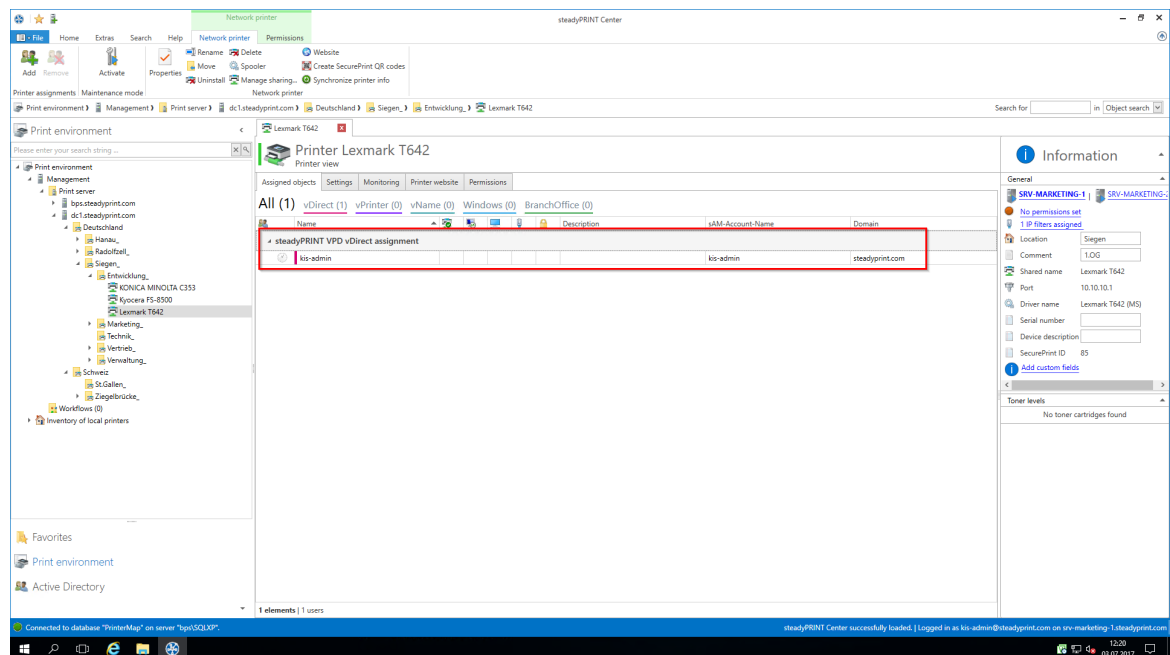 Network printer
steadyPRINT Center
File Home Extras Search Help Network printer Permissions
Add Remove Activate Properties
Rename Delete Website
Move Spooler Create SecurePrint QR codes
Uninstall Manage sharing... Synchronize printer info
Printer assignments Maintenance mode Network printer
Print environment Management Print server dc1.steadyprint.com Deutschland Siegen_ Entwicklung_ Lexmark T642
Search for in Object search
Print environment
Please enter your search string ...
Print environment
Management
Print server
bps.steadyprint.com
dc1.steadyprint.com
Deutschland
Hanau_
Radolfzell_
Siegen_
Entwicklung_
KONICA MINOLTA C353
Kyocera FS-8500
Lexmark T642
Marketing_
Technik_
Vertrieb_
Verwaltung_
Schweiz
St.Gallen_
Ziegelbrücke_
Workflows (0)
Inventory of local printers
Favorites
Print environment
Active Directory
Lexmark T642
Printer Lexmark T642
Printer view
Assigned objects Settings Monitoring Printer website Permissions
All (1) vDirect (1) vPrinter (0) vName (0) Windows (0) BranchOffice (0)
Name Description sAM-Account-Name Domain
steadyPRINT VPD vDirect assignment
kis-admin kis-admin steadyprint.com
1 elements | 1 users
Information
General
SRV-MARKETING-1 | SRV-MARKETING-2
No permissions set
1 IP filters assigned
Location Siegen
Comment 1.OG
Shared name Lexmark T642
Port 10.10.10.1
Driver name Lexmark T642 (MS)
Serial number
Device description
SecurePrint ID 85
Add custom fields
Toner levels
No toner cartridges found
Connected to database "PrinterMap" on server "bps\SQLXP".
steadyPRINT Center successfully loaded. | Logged in as kis-admin@steadyprint.com on srv-marketing-1.steadyprint.com
12:20
03.07.2017